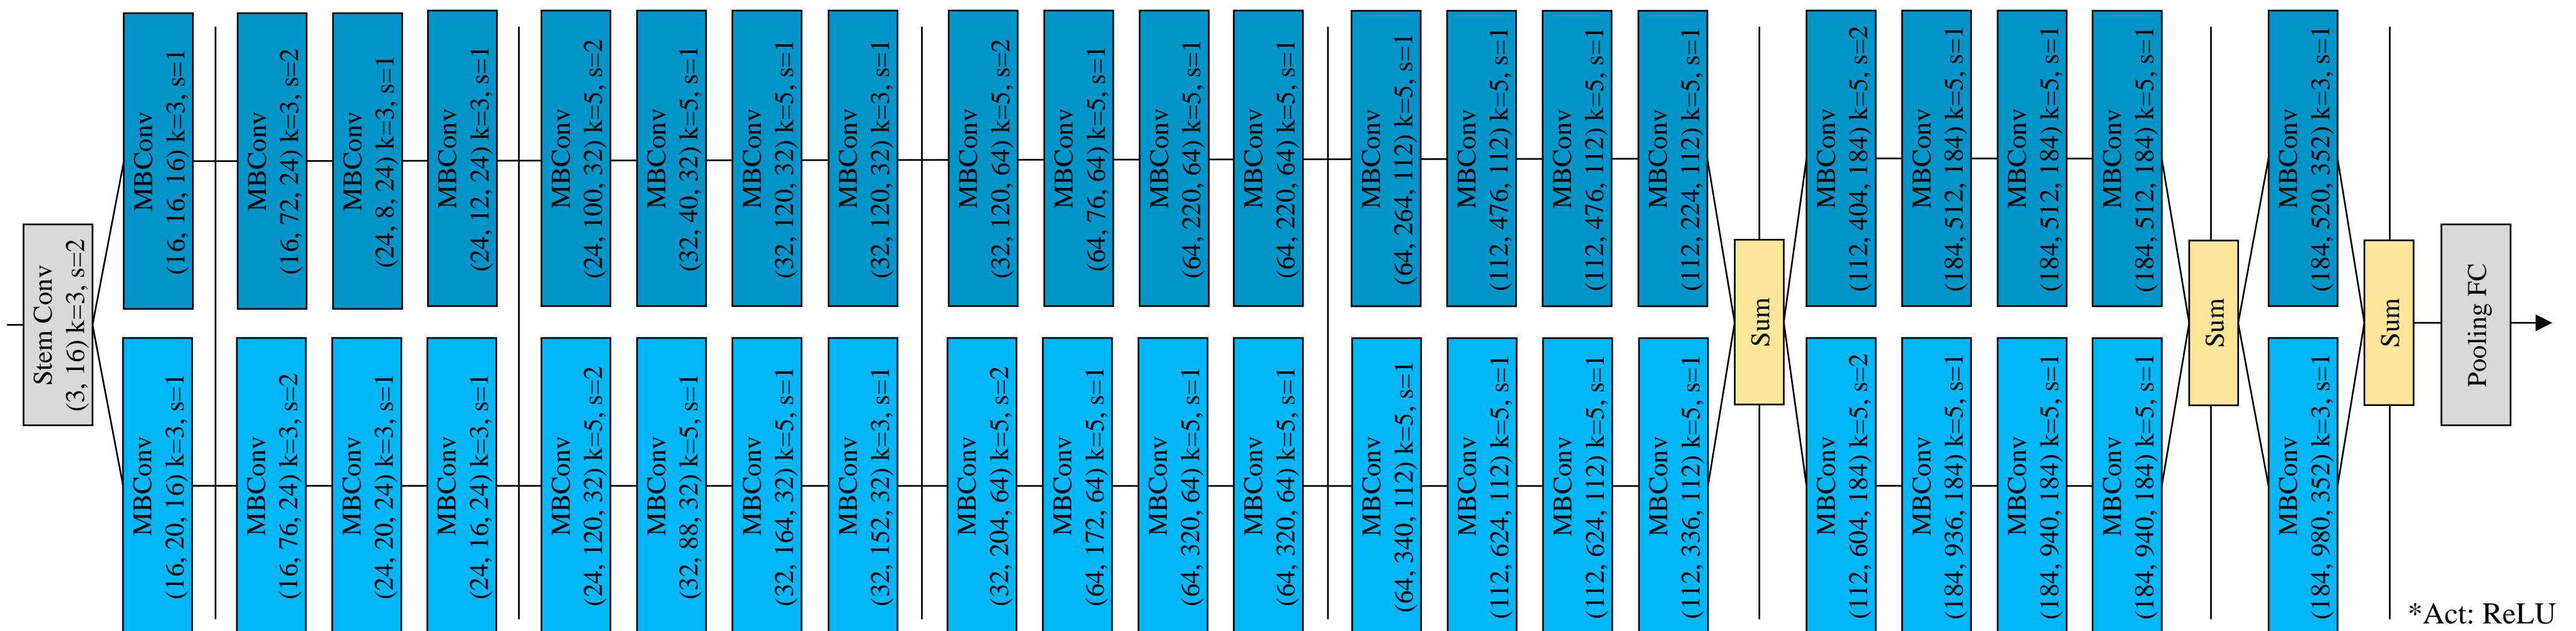 Stem Conv
(3, 16) k=3, s=2
MBConv
(16, 16, 16) k=3, s=1
MBConv
(16, 72, 24) k=3, s=2
MBConv
(24, 8, 24) k=3, s=1
MBConv
(24, 12, 24) k=3, s=1
MBConv
(24, 100, 32) k=5, s=2
MBConv
(32, 40, 32) k=5, s=1
MBConv
(32, 120, 32) k=5, s=1
MBConv
(32, 120, 32) k=3, s=1
MBConv
(32, 120, 64) k=5, s=2
MBConv
(64, 76, 64) k=5, s=1
MBConv
(64, 220, 64) k=5, s=1
MBConv
(64, 220, 64) k=5, s=1
MBConv
(64, 264, 112) k=5, s=1
MBConv
(112, 476, 112) k=5, s=1
MBConv
(112, 476, 112) k=5, s=1
MBConv
(112, 224, 112) k=5, s=1
MBConv
(16, 20, 16) k=3, s=1
MBConv
(16, 76, 24) k=3, s=2
MBConv
(24, 20, 24) k=3, s=1
MBConv
(24, 16, 24) k=3, s=1
MBConv
(24, 120, 32) k=5, s=2
MBConv
(32, 88, 32) k=5, s=1
MBConv
(32, 164, 32) k=5, s=1
MBConv
(32, 152, 32) k=3, s=1
MBConv
(32, 204, 64) k=5, s=2
MBConv
(64, 172, 64) k=5, s=1
MBConv
(64, 320, 64) k=5, s=1
MBConv
(64, 320, 64) k=5, s=1
MBConv
(64, 340, 112) k=5, s=1
MBConv
(112, 624, 112) k=5, s=1
MBConv
(112, 624, 112) k=5, s=1
MBConv
(112, 336, 112) k=5, s=1
Sum
MBConv
(112, 404, 184) k=5, s=2
MBConv
(184, 512, 184) k=5, s=1
MBConv
(184, 512, 184) k=5, s=1
MBConv
(184, 512, 184) k=5, s=1
MBConv
(112, 604, 184) k=5, s=2
MBConv
(184, 936, 184) k=5, s=1
MBConv
(184, 940, 184) k=5, s=1
MBConv
(184, 940, 184) k=5, s=1
Sum
MBConv
(184, 520, 352) k=3, s=1
MBConv
(184, 980, 352) k=3, s=1
Sum
Pooling FC
*Act: ReLU